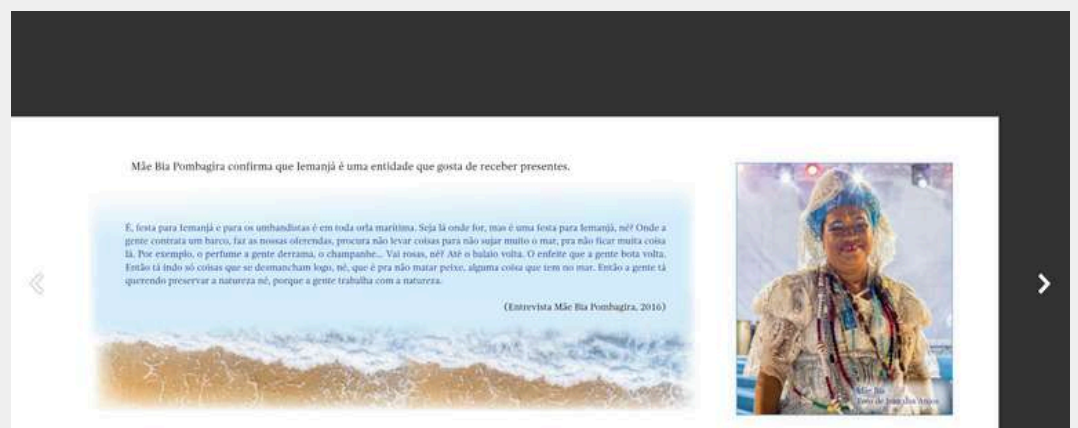 Mãe Bia Pombagira confirma que Iemanjá é uma entidade que gosta de receber presentes.
É, festa para Iemanjá e para os umbandistas é em toda orla marítima. Seja lá onde for, mas é uma festa para Iemanjá, né? Onde a
gente contrata um barco, faz as nossas oferendas, procura não levar coisas para não sujar muito o mar, pra não ficar muita coisa
lá. Por exemplo, o perfume a gente derrama, o champanhe... Vai rosas, né? Até o balaio volta. O enfeite que a gente bota volta.
Então tá indo só coisas que se desmancham logo, né, que é pra não matar peixe, alguma coisa que tem no mar. Então a gente tá
querendo preservar a natureza né, porque a gente trabalha com a natureza.
(Entrevista Mãe Bia Pombagira, 2016)
Mãe Bia
Foto de Jean dos Anjos